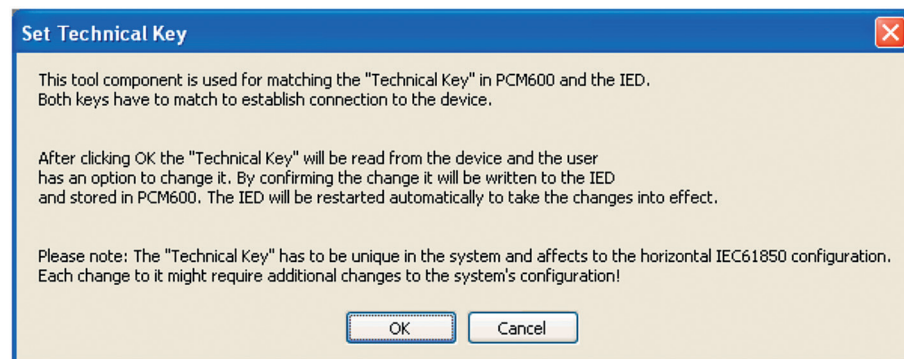 Set Technical Key
This tool component is used for matching the "Technical Key" in PCM600 and the IED.
Both keys have to match to establish connection to the device.
After clicking OK the "Technical Key" will be read from the device and the user
has an option to change it. By confirming the change it will be written to the IED
and stored in PCM600. The IED will be restarted automatically to take the changes into effect.
Please note: The "Technical Key" has to be unique in the system and affects to the horizontal IEC61850 configuration.
Each change to it might require additional changes to the system's configuration!
OK Cancel